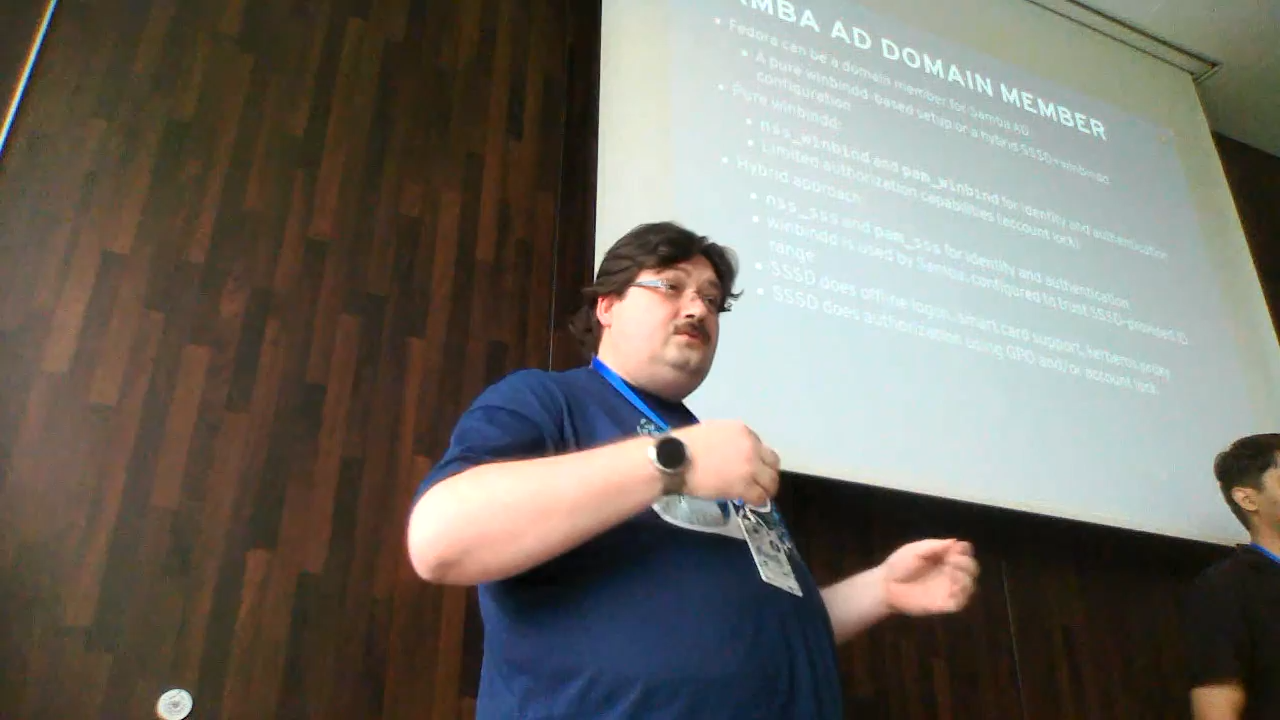 MBA AD DOMAIN MEMBER
Fedora can be a domain member for Samba AD
A pure winbindd-based setup or a hybrid SSSD+winbindd
configuration
Pure winbindd:
nss_winbind and pam_winbind for identity and authentication
Limited authorization capabilities (account lock)
Hybrid approach:
nss_sss and pam_sss for identity and authentication
winbindd is used by Samba, configured to trust SSSD-provided ID
range
SSSD does off-line logon, smart card support, kerberos proxy
SSSD does authorization using GPO and/or account lock